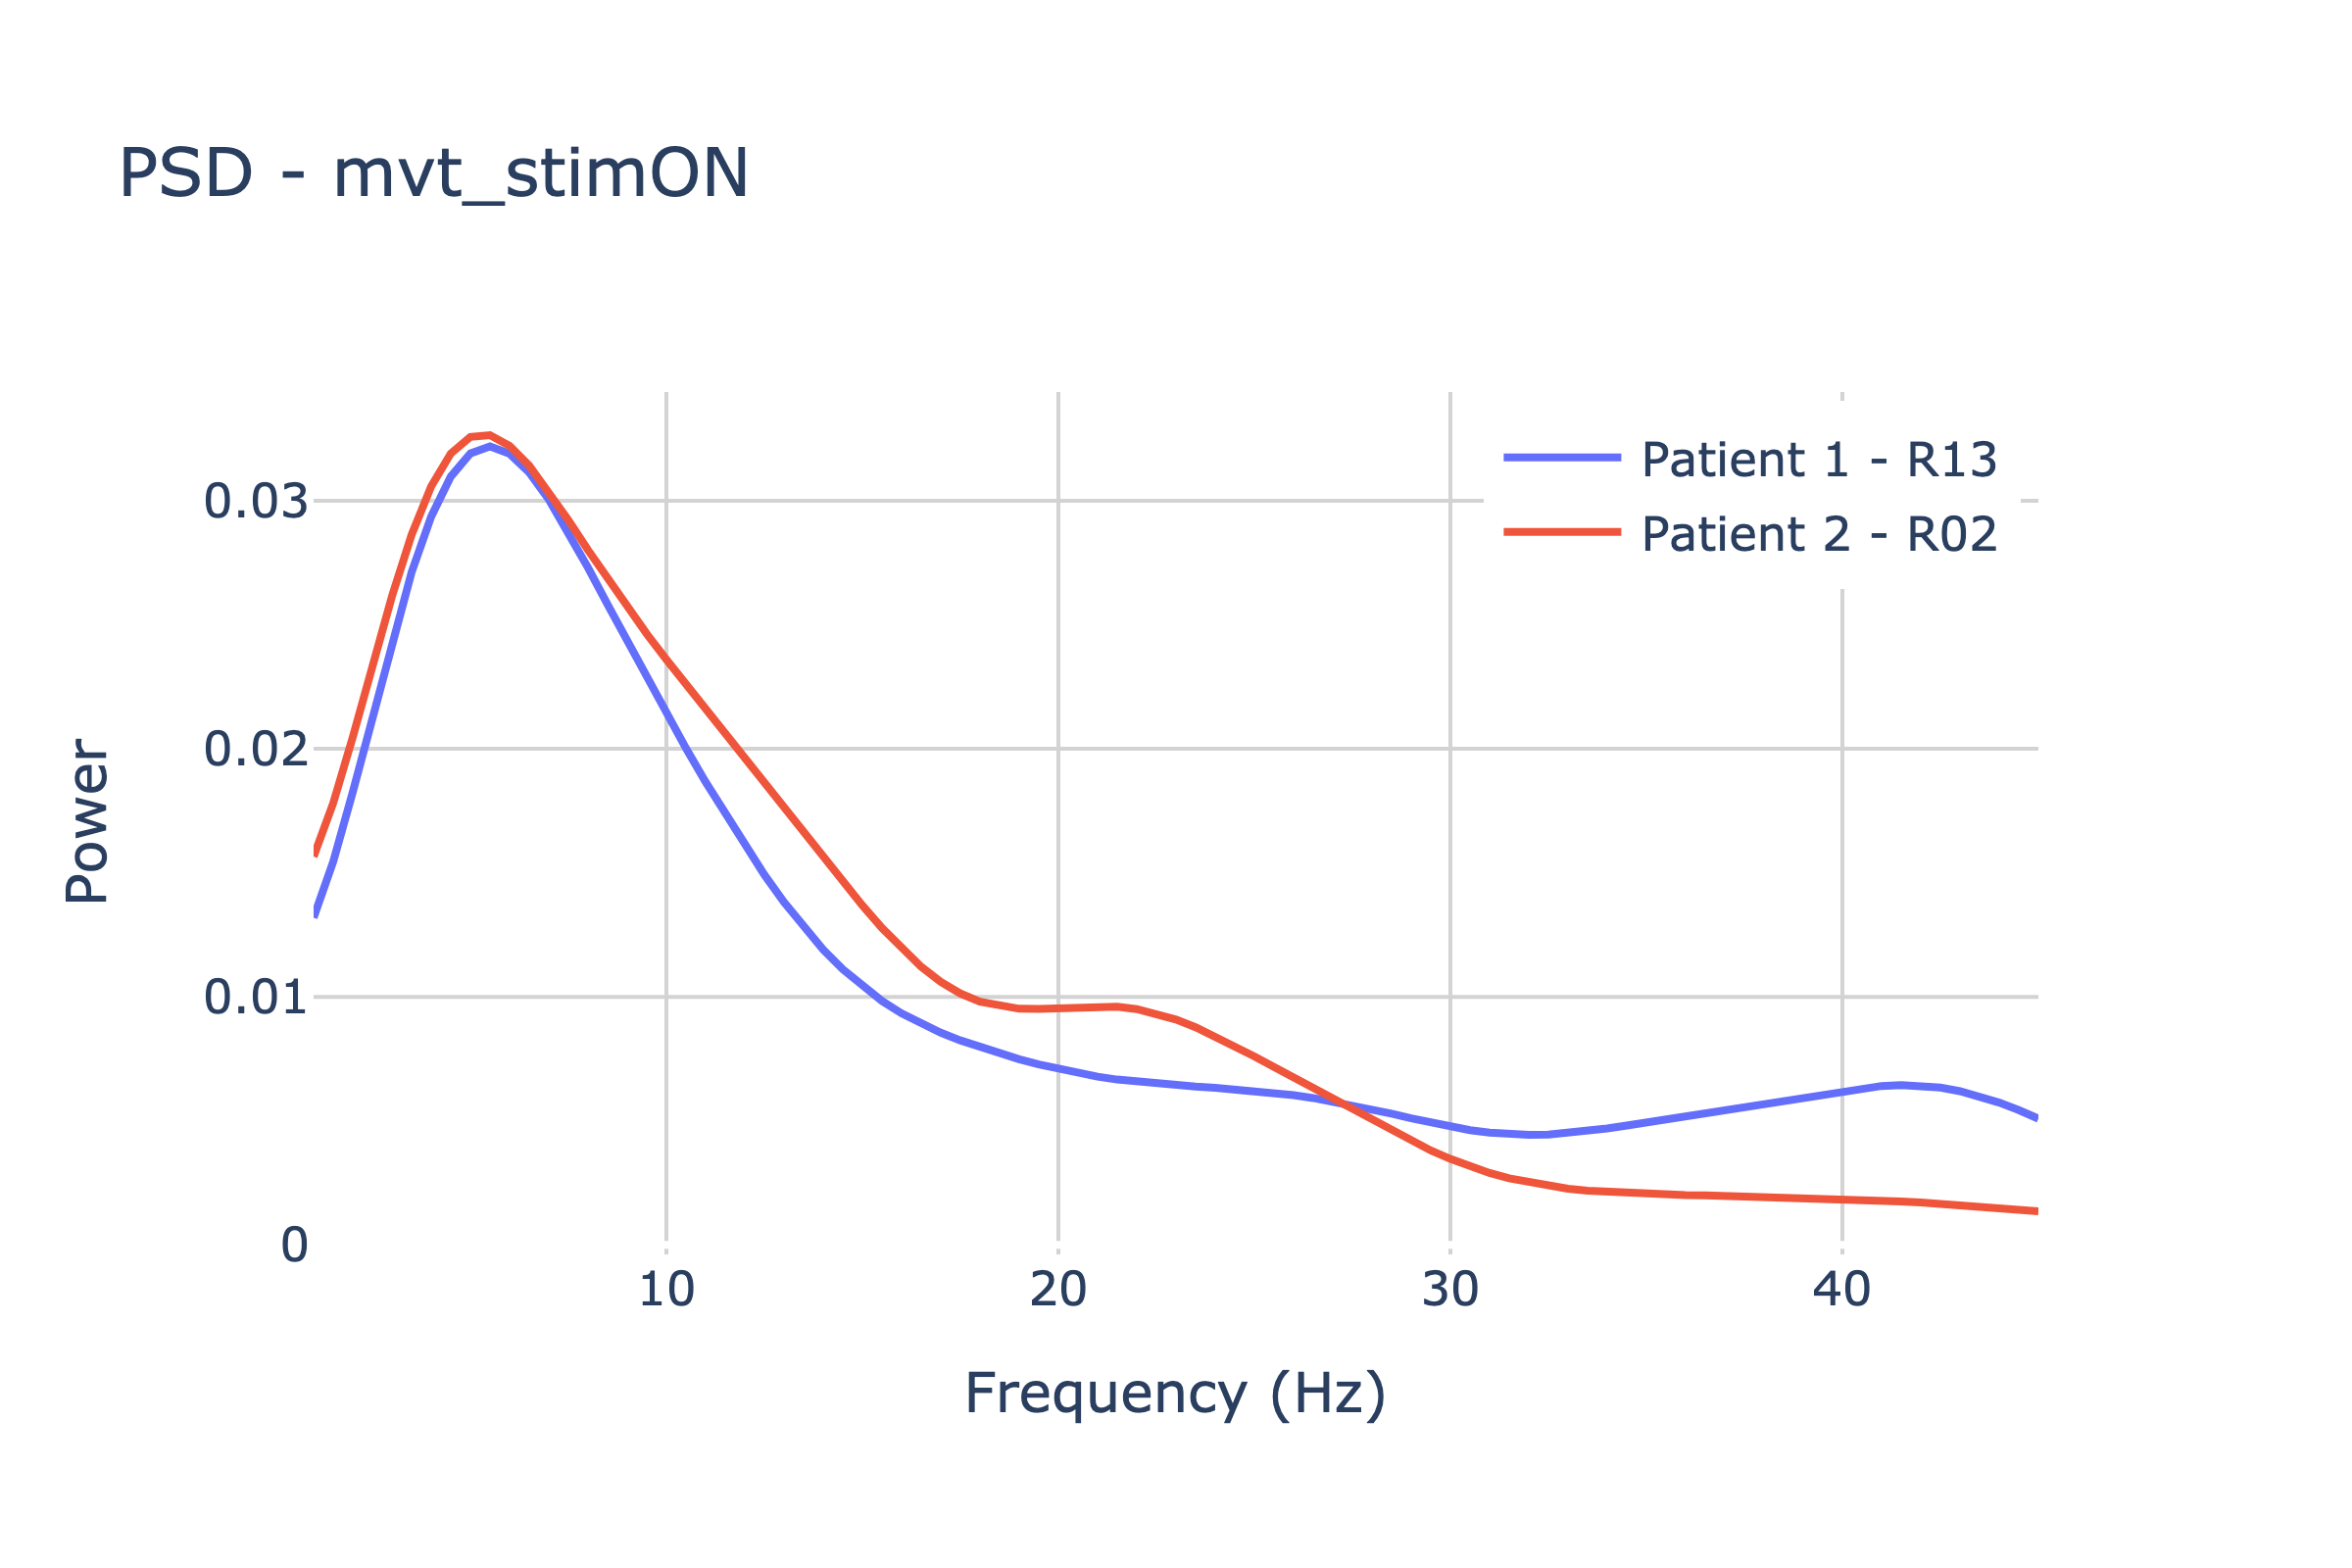 PSD - mvt_stimON
Patient 1 - R13
Patient 2 - R02
Power
0.03
0.02
0.01
0
10 20 30 40
Frequency (Hz)